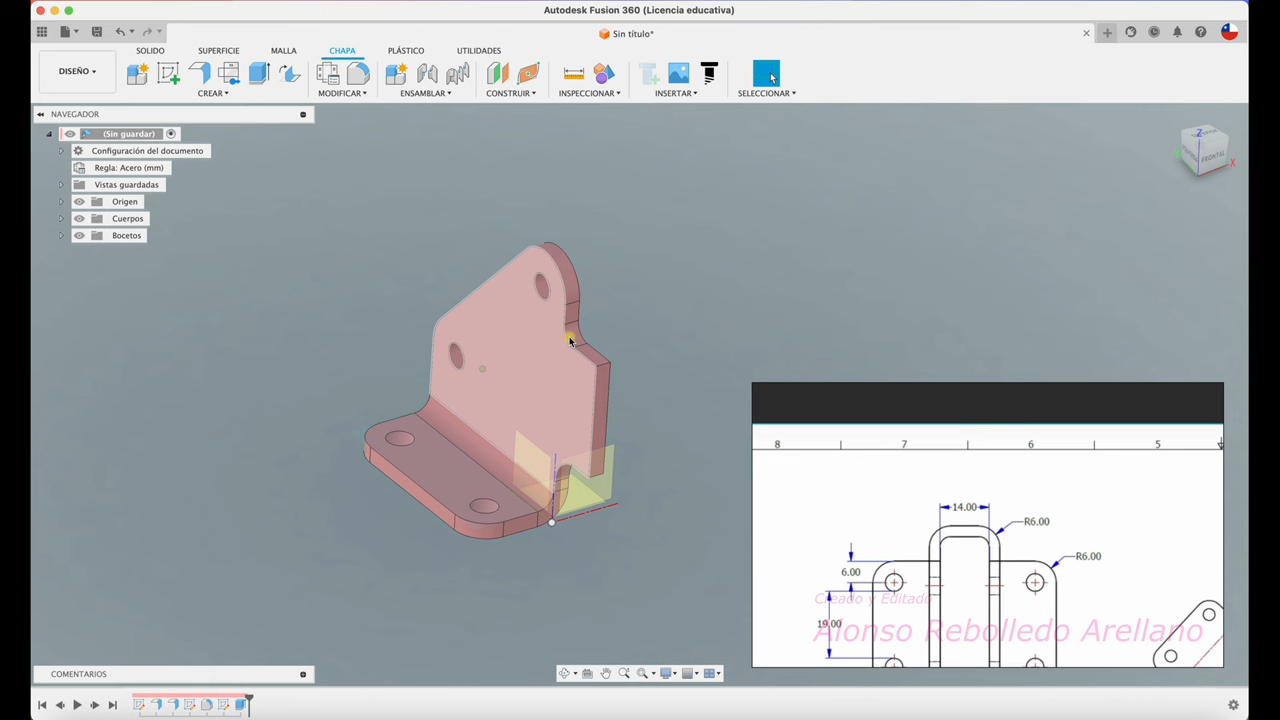 Autodesk Fusion 360 (Licencia educativa)
Sin título*
SOLIDO
SUPERFICIE
MALLA
CHAPA
PLÁSTICO
UTILIDADES
DISEÑO
CREAR
MODIFICAR
ENSAMBLAR
CONSTRUIR
INSPECCIONAR
INSERTAR
SELECCIONAR
NAVEGADOR
(Sin guardar)
Configuración del documento
Regla: Acero (mm)
Vistas guardadas
Origen
Cuerpos
Bocetos
Z
FRONTAL
X
8
7
6
5
14.00
R6.00
R6.00
6.00
19.00
Creado y Editado
Alonso Rebolledo Arellano
COMENTARIOS